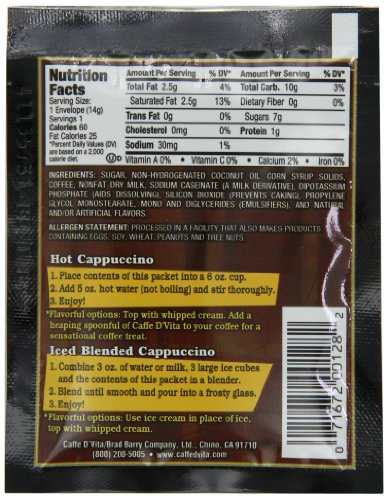 Nutrition Facts
Serving Size:
1 Envelope (14g)
Servings 1
Calories 60
Fat Calories 25
*Percent Daily Values (DV)
are based on a 2,000
calorie diet.
Amount Per Serving % DV* Amount Per Serving % DV*
Total Fat 2.5g 4% Total Carb. 10g 3%
Saturated Fat 2.5g 13% Dietary Fiber 0g 0%
Trans Fat 0g 0% Sugars 7g
Cholesterol 0mg 0% Protein 1g
Sodium 30mg 1%
Vitamin A 0% • Vitamin C 0% • Calcium 2% • Iron 0%
INGREDIENTS: SUGAR, NON-HYDROGENATED COCONUT OIL, CORN SYRUP SOLIDS,
COFFEE, NONFAT DRY MILK, SODIUM CASEINATE (A MILK DERIVATIVE), DIPOTASSIUM
PHOSPHATE (AIDS DISSOLVING), SILICON DIOXIDE (PREVENTS CAKING), PROPYLENE
GLYCOL MONOSTEARATE, MONO AND DIGLYCERIDES (EMULSIFIERS), AND NATURAL
AND/OR ARTIFICIAL FLAVORS.
ALLERGEN STATEMENT: PROCESSED IN A FACILITY THAT ALSO MAKES PRODUCTS
CONTAINING EGGS, SOY, WHEAT, PEANUTS AND TREE NUTS
Hot Cappuccino
1. Place contents of this packet into a 6 oz. cup.
2. Add 5 oz. hot water (not boiling) and stir thoroughly.
3. Enjoy!
*Flavorful options: Top with whipped cream. Add a
heaping spoonful of Caffe D'Vita to your coffee for a
sensational coffee treat.
Iced Blended Cappuccino
1. Combine 3 oz. of water or milk, 3 large ice cubes
and the contents of this packet in a blender.
2. Blend until smooth and pour into a frosty glass.
3. Enjoy!
*Flavorful options: Use ice cream in place of ice,
top with whipped cream.
Caffe D'Vita/Brad Barry Company, Ltd., Chino, CA 91710
(800) 200-5005 • www.caffedvita.com
0 71672 00128 2